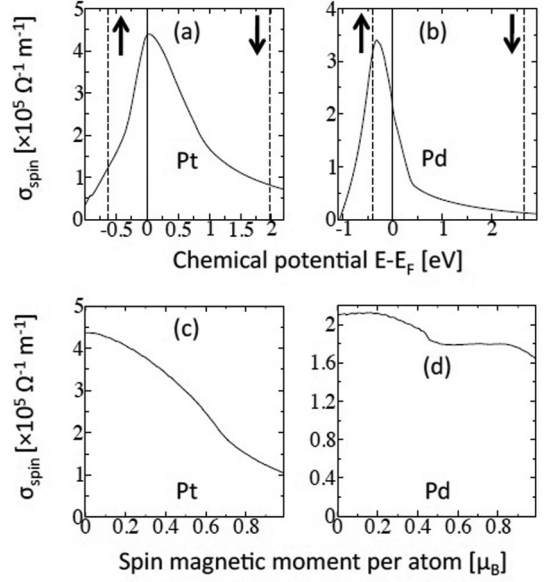 σspin [×10⁵ Ω⁻¹ m⁻¹]
5
4
3
2
1
0
(a)
Pt
-0.5 0 0.5 1 1.5 2
4
3
2
1
0
(b)
Pd
-1 0 1 2
Chemical potential E-EF [eV]
σspin [×10⁵ Ω⁻¹ m⁻¹]
5
4
3
2
1
0
(c)
Pt
0 0.2 0.4 0.6 0.8
2
1.6
1.2
0.8
0.4
0
(d)
Pd
0 0.2 0.4 0.6 0.8
Spin magnetic moment per atom [μB]